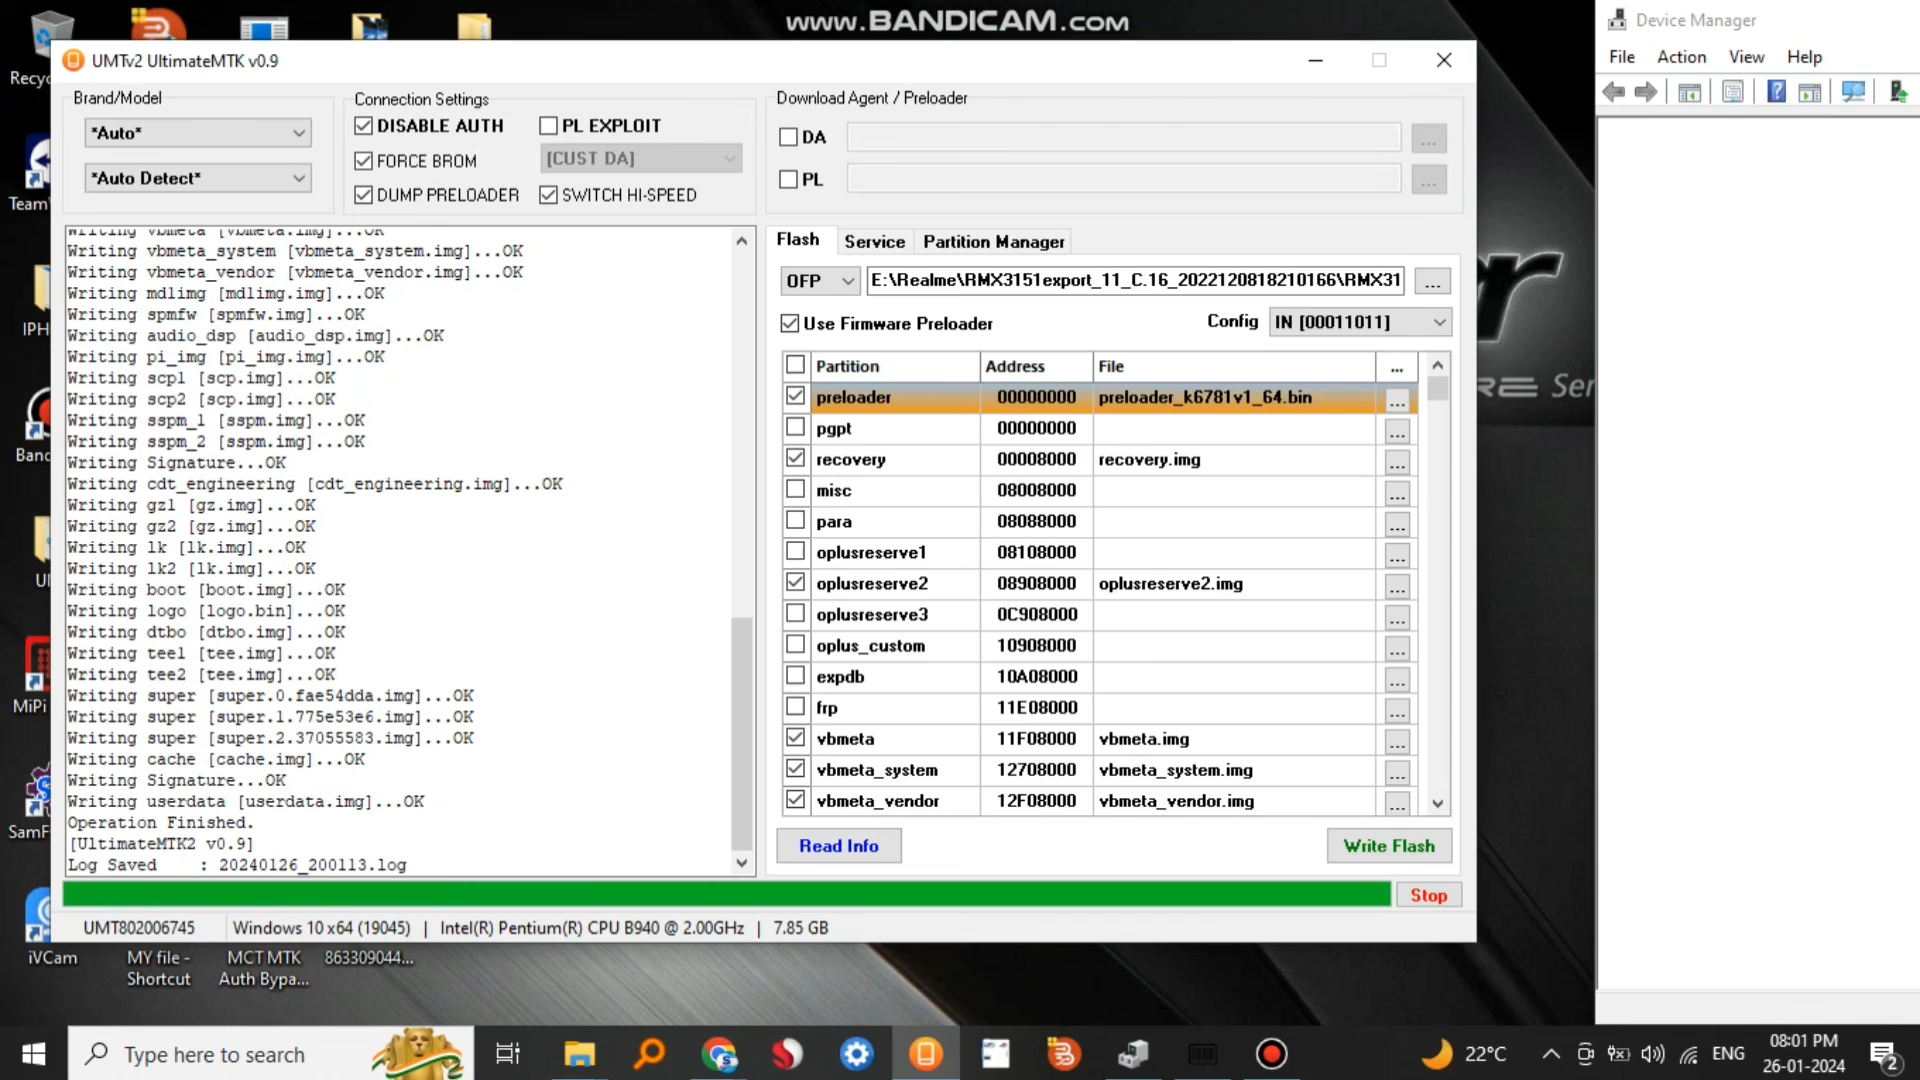 www.BANDICAM.com
Device Manager
File Action View Help
UMTv2 UltimateMTK v0.9
Brand/Model
*Auto*
*Auto Detect*
Connection Settings
DISABLE AUTH
PL EXPLOIT
FORCE BROM
[CUST DA]
DUMP PRELOADER
SWITCH HI-SPEED
Download Agent / Preloader
DA
...
PL
...
Writing vbmeta [vbmeta.img]...OK
Writing vbmeta_system [vbmeta_system.img]...OK
Writing vbmeta_vendor [vbmeta_vendor.img]...OK
Writing mdlimg [mdlimg.img]...OK
Writing spmfw [spmfw.img]...OK
Writing audio_dsp [audio_dsp.img]...OK
Writing pi_img [pi_img.img]...OK
Writing scp1 [scp.img]...OK
Writing scp2 [scp.img]...OK
Writing sspm_1 [sspm.img]...OK
Writing sspm_2 [sspm.img]...OK
Writing Signature...OK
Writing cdt_engineering [cdt_engineering.img]...OK
Writing gz1 [gz.img]...OK
Writing gz2 [gz.img]...OK
Writing lk [lk.img]...OK
Writing lk2 [lk.img]...OK
Writing boot [boot.img]...OK
Writing logo [logo.bin]...OK
Writing dtbo [dtbo.img]...OK
Writing tee1 [tee.img]...OK
Writing tee2 [tee.img]...OK
Writing super [super.0.fae54dda.img]...OK
Writing super [super.1.775e53e6.img]...OK
Writing super [super.2.37055583.img]...OK
Writing cache [cache.img]...OK
Writing Signature...OK
Writing userdata [userdata.img]...OK
Operation Finished.
[UltimateMTK2 v0.9]
Log Saved : 20240126_200113.log
Flash Service Partition Manager
OFP E:\Realme\RMX3151export_11_C.16_2022120818210166\RMX31 ...
Use Firmware Preloader
Config IN [00011011]
Partition Address File ...
preloader 00000000 preloader_k6781v1_64.bin ...
pgpt 00000000 ...
recovery 00008000 recovery.img ...
misc 08008000 ...
para 08088000 ...
oplusreserve1 08108000 ...
oplusreserve2 08908000 oplusreserve2.img ...
oplusreserve3 0C908000 ...
oplus_custom 10908000 ...
expdb 10A08000 ...
frp 11E08000 ...
vbmeta 11F08000 vbmeta.img ...
vbmeta_system 12708000 vbmeta_system.img ...
vbmeta_vendor 12F08000 vbmeta_vendor.img ...
Read Info
Write Flash
Stop
UMT802006745 Windows 10 x64 (19045) | Intel(R) Pentium(R) CPU B940 @ 2.00GHz | 7.85 GB
Recyc
TeamV
IPH
Band
MiPi
SamF
iVCam
MY file - Shortcut
MCT MTK Auth Bypa...
863309044...
Type here to search
22°C
ENG
08:01 PM
26-01-2024
2